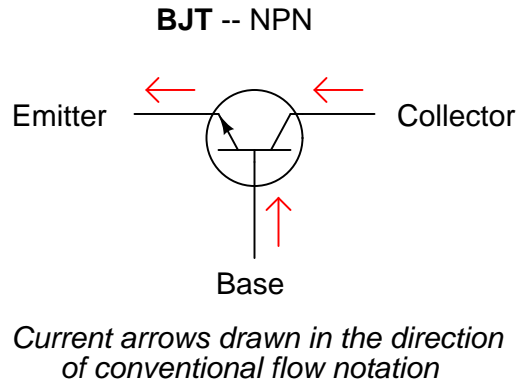 BJT -- NPN
Emitter
Collector
Base
Current arrows drawn in the direction
of conventional flow notation